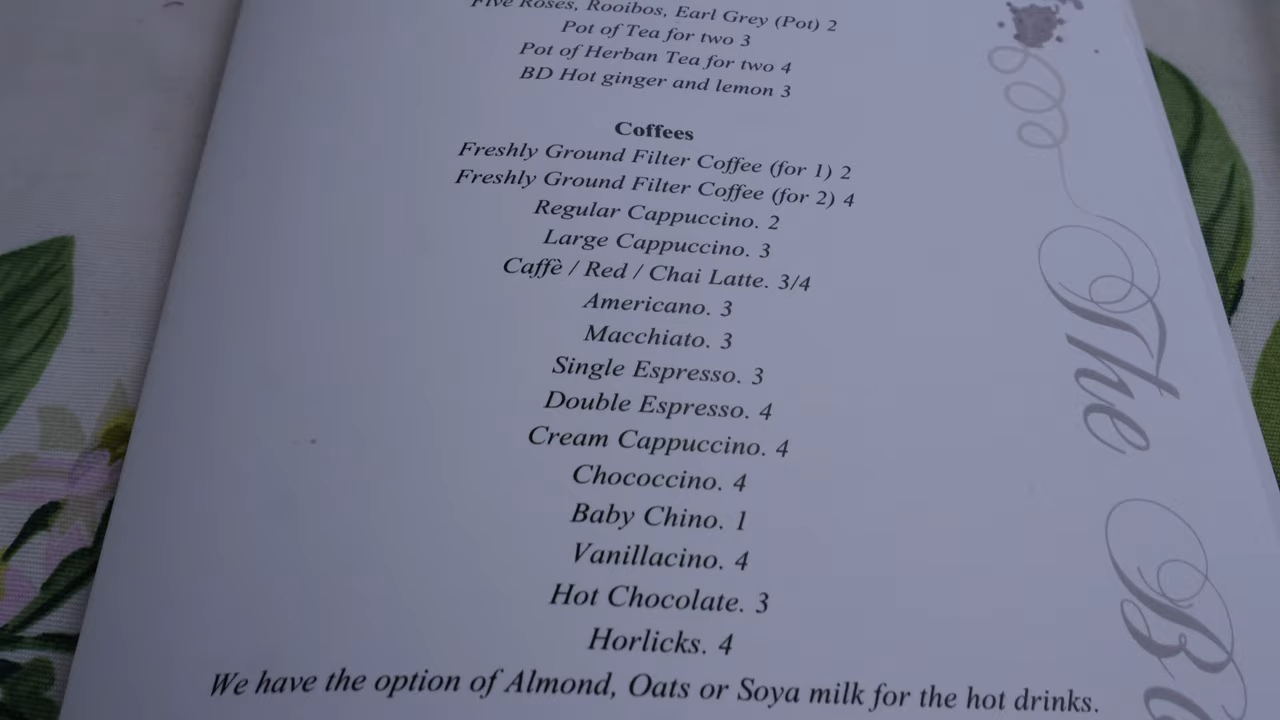 Five Roses, Rooibos, Earl Grey (Pot) 2
Pot of Tea for two 3
Pot of Herban Tea for two 4
BD Hot ginger and lemon 3
Coffees
Freshly Ground Filter Coffee (for 1) 2
Freshly Ground Filter Coffee (for 2) 4
Regular Cappuccino. 2
Large Cappuccino. 3
Caffè / Red / Chai Latte. 3/4
Americano. 3
Macchiato. 3
Single Espresso. 3
Double Espresso. 4
Cream Cappuccino. 4
Chococcino. 4
Baby Chino. 1
Vanillacino. 4
Hot Chocolate. 3
Horlicks. 4
We have the option of Almond, Oats or Soya milk for the hot drinks.
The